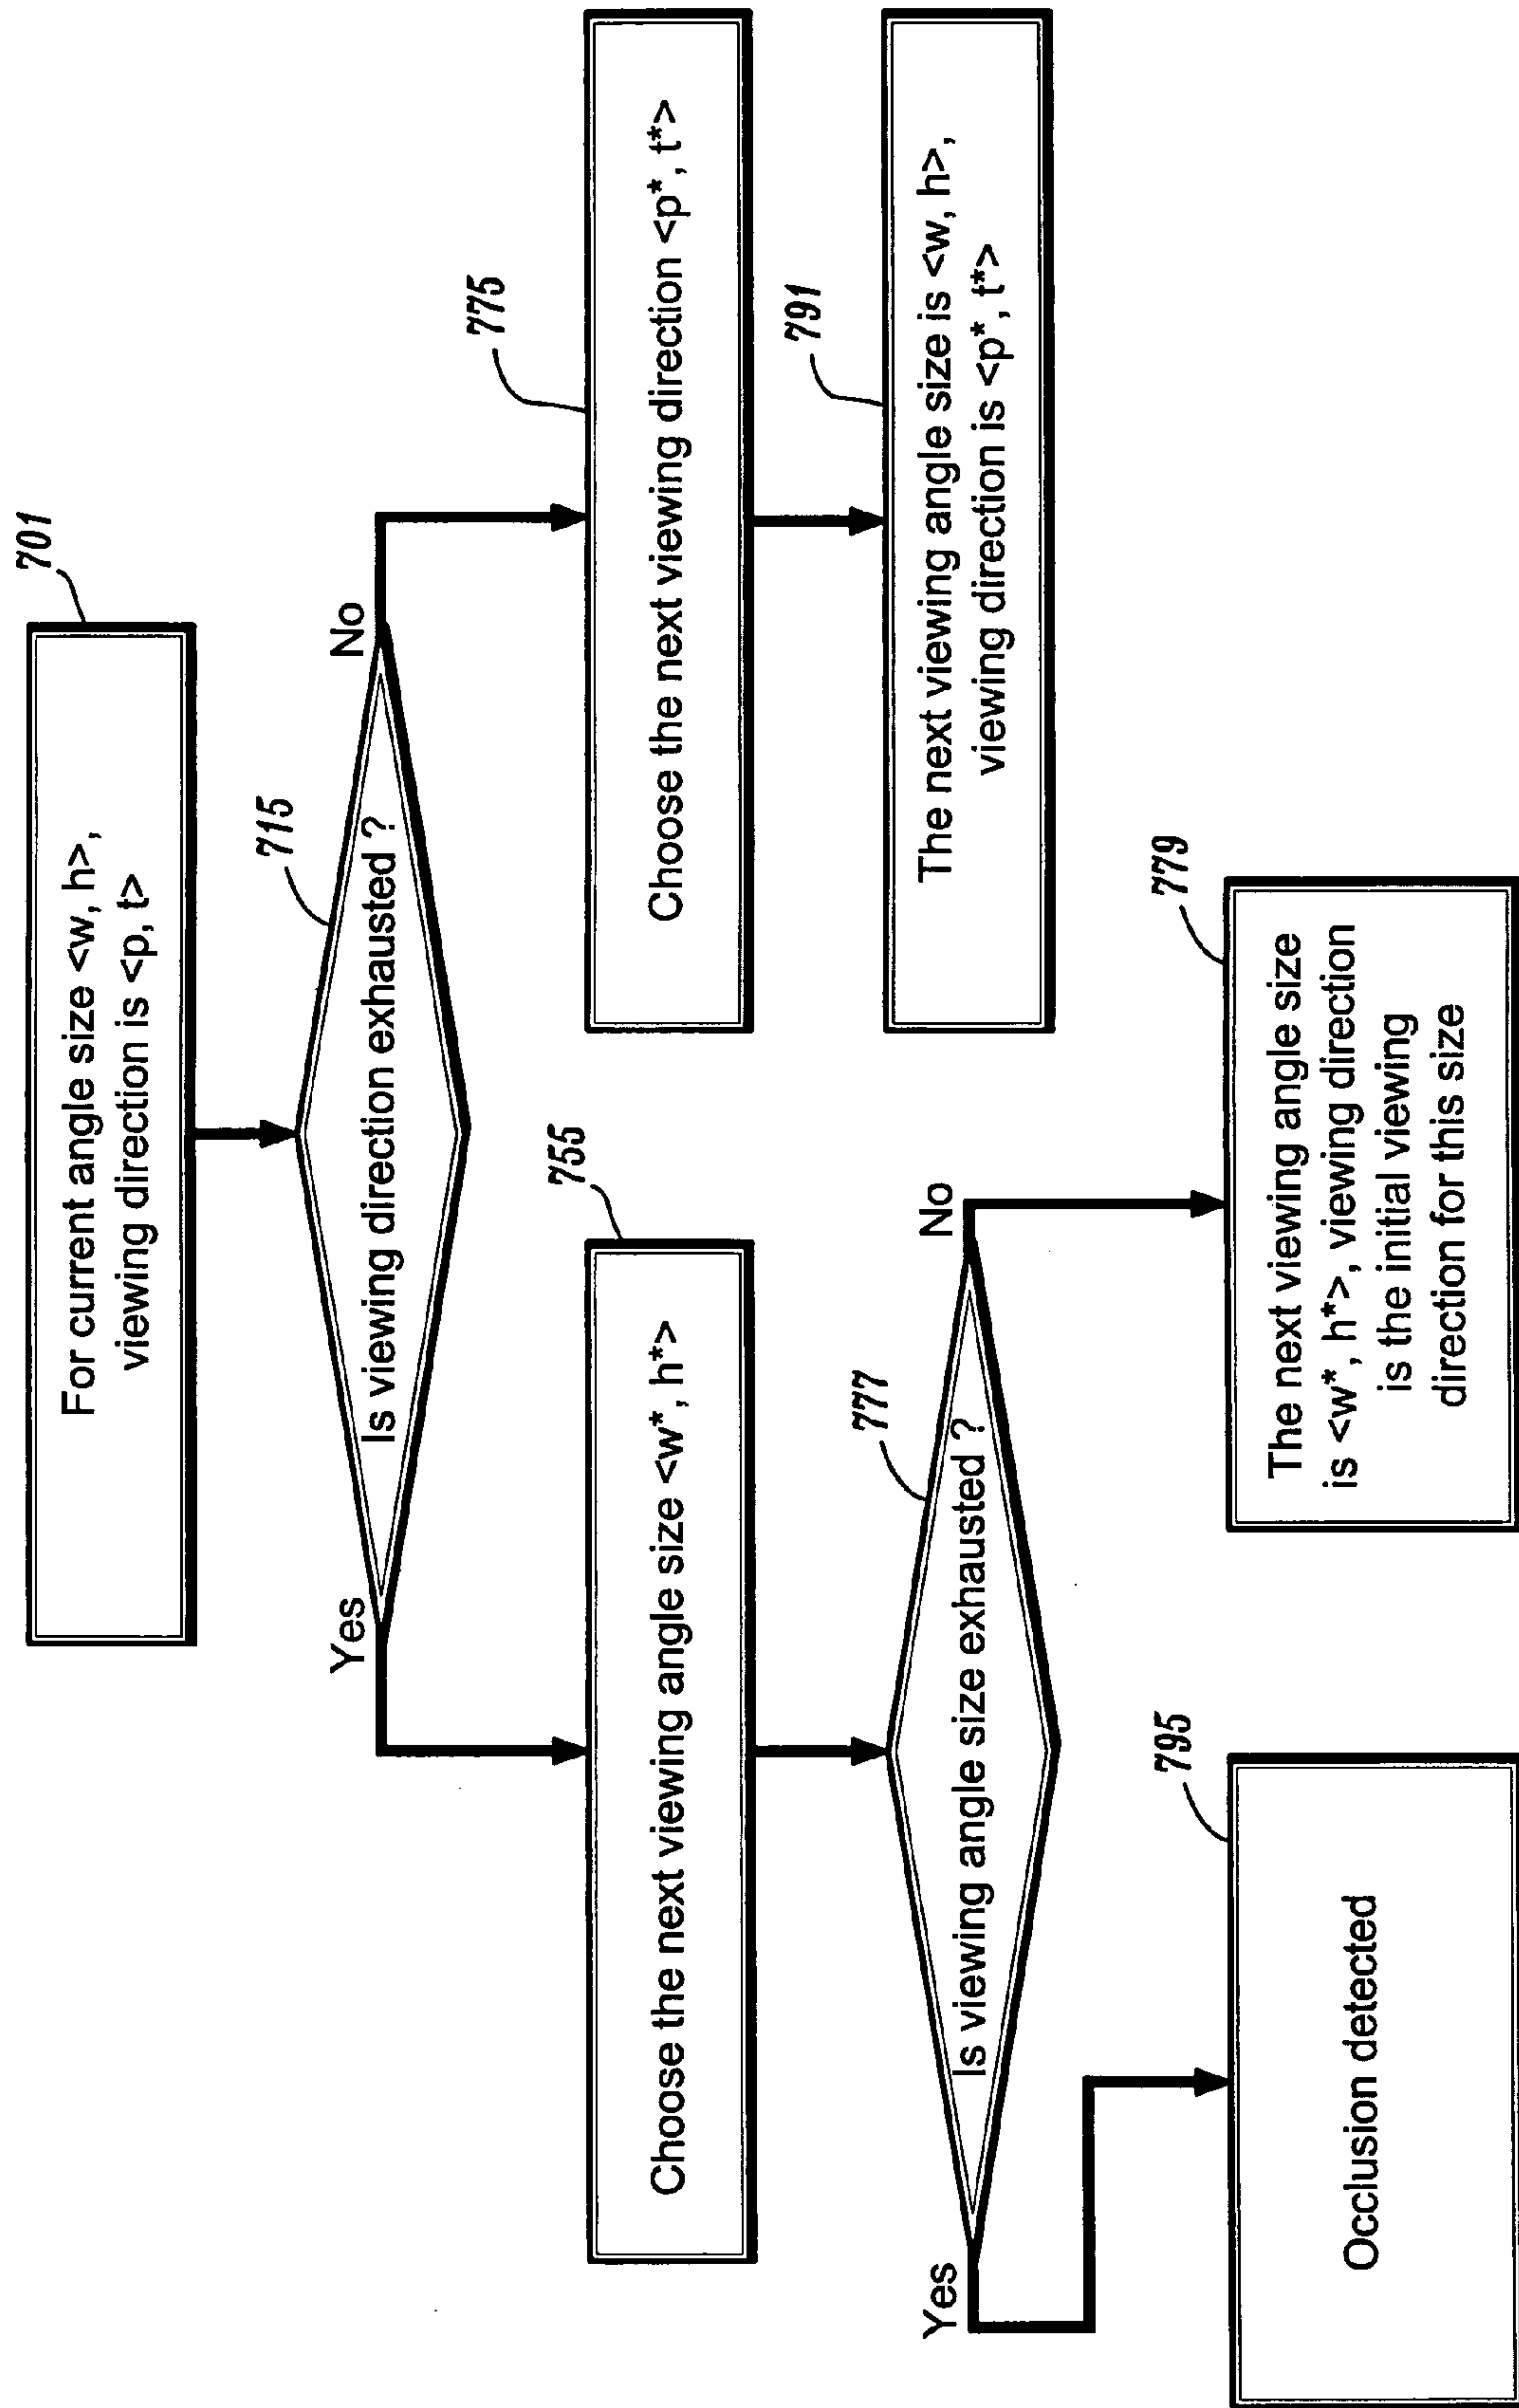 701
For current angle size <w, h>,
viewing direction is <p, t>
715
Is viewing direction exhausted ?
Yes
No
755
Choose the next viewing angle size <w*, h*>
775
Choose the next viewing direction <p*, t*>
777
Is viewing angle size exhausted ?
Yes
No
791
The next viewing angle size is <w, h>,
viewing direction is <p*, t*>
795
Occlusion detected
779
The next viewing angle size
is <w*, h*>, viewing direction
is the initial viewing
direction for this size